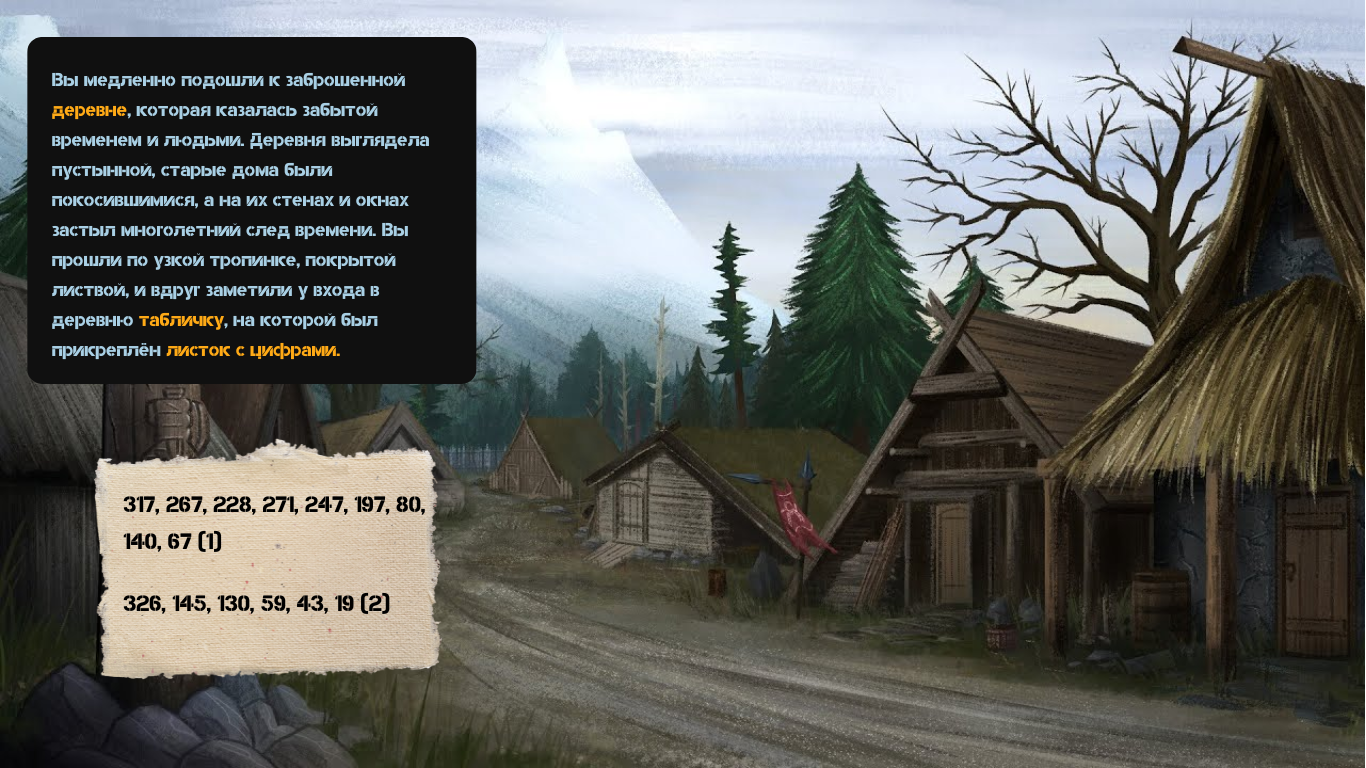 Вы медленно подошли к заброшенной
деревне, которая казалась забытой
временем и людьми. Деревня выглядела
пустынной, старые дома были
покосившимися, а на их стенах и окнах
застыл многолетний след времени. Вы
прошли по узкой тропинке, покрытой
листвой, и вдруг заметили у входа в
деревню табличку, на которой был
прикреплён листок с цифрами.
317, 267, 228, 271, 247, 197, 80,
140, 67 (1)
326, 145, 130, 59, 43, 19 (2)